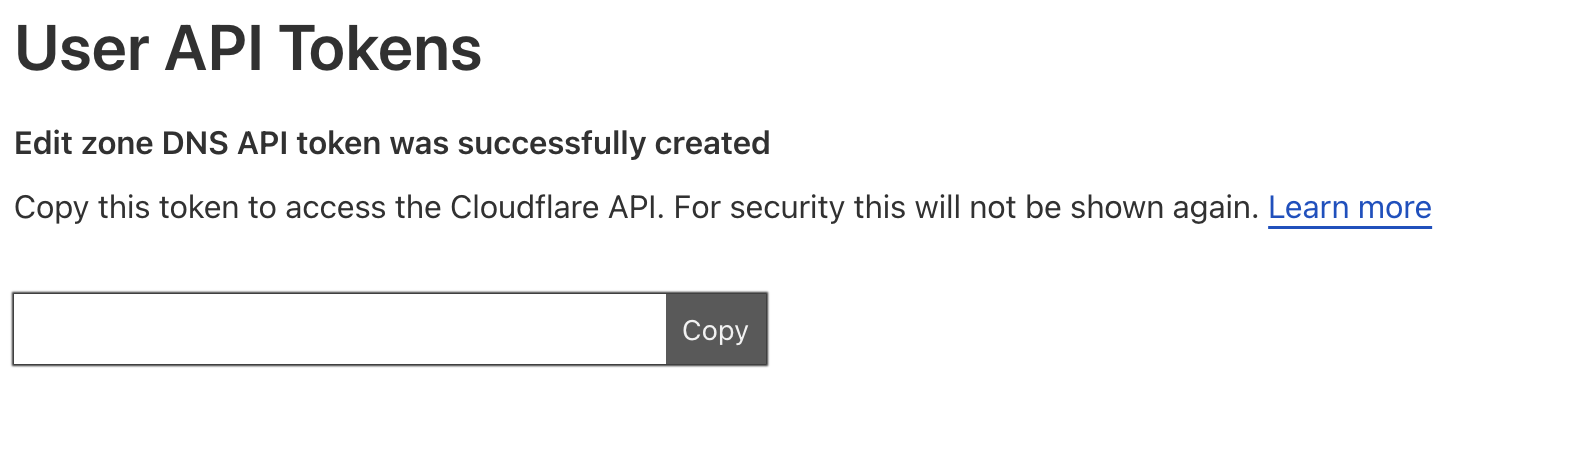 User API Tokens
Edit zone DNS API token was successfully created
Copy this token to access the Cloudflare API. For security this will not be shown again. Learn more
Copy